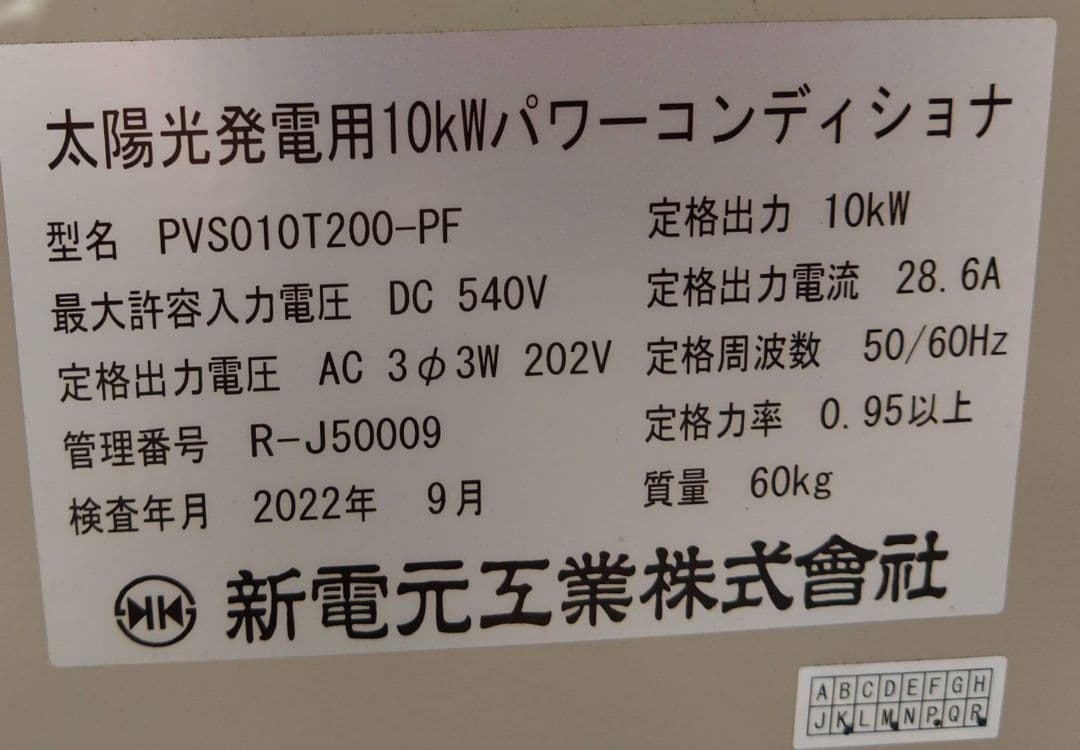 太陽光発電用10kWパワーコンディショナ
型名 PVS010T200-PF 定格出力 10kW
最大許容入力電圧 DC 540V 定格出力電流 28.6A
定格出力電圧 AC 3φ3W 202V 定格周波数 50/60Hz
管理番号 R-J50009 定格力率 0.95以上
検査年月 2022年 9月 質量 60kg
新電元工業株式會社
ABCDEFGH
JKLMNPQR